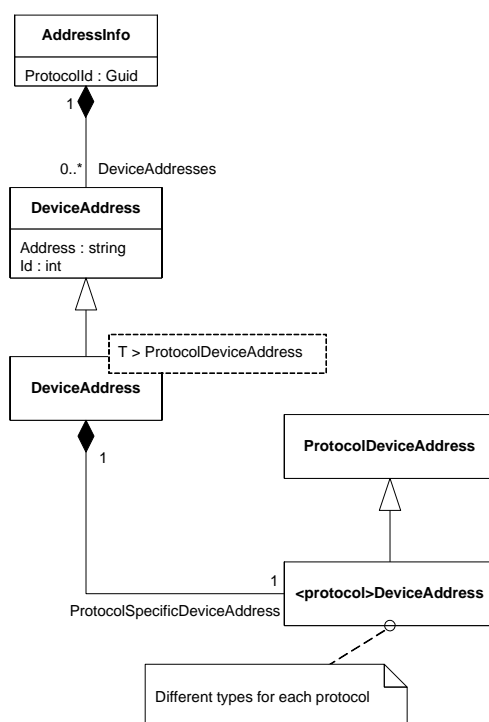 AddressInfo
ProtocolId : Guid
1
0..* DeviceAddresses
DeviceAddress
Address : string
Id : int
T > ProtocolDeviceAddress
DeviceAddress
1
ProtocolDeviceAddress
1
<protocol>DeviceAddress
ProtocolSpecificDeviceAddress
Different types for each protocol